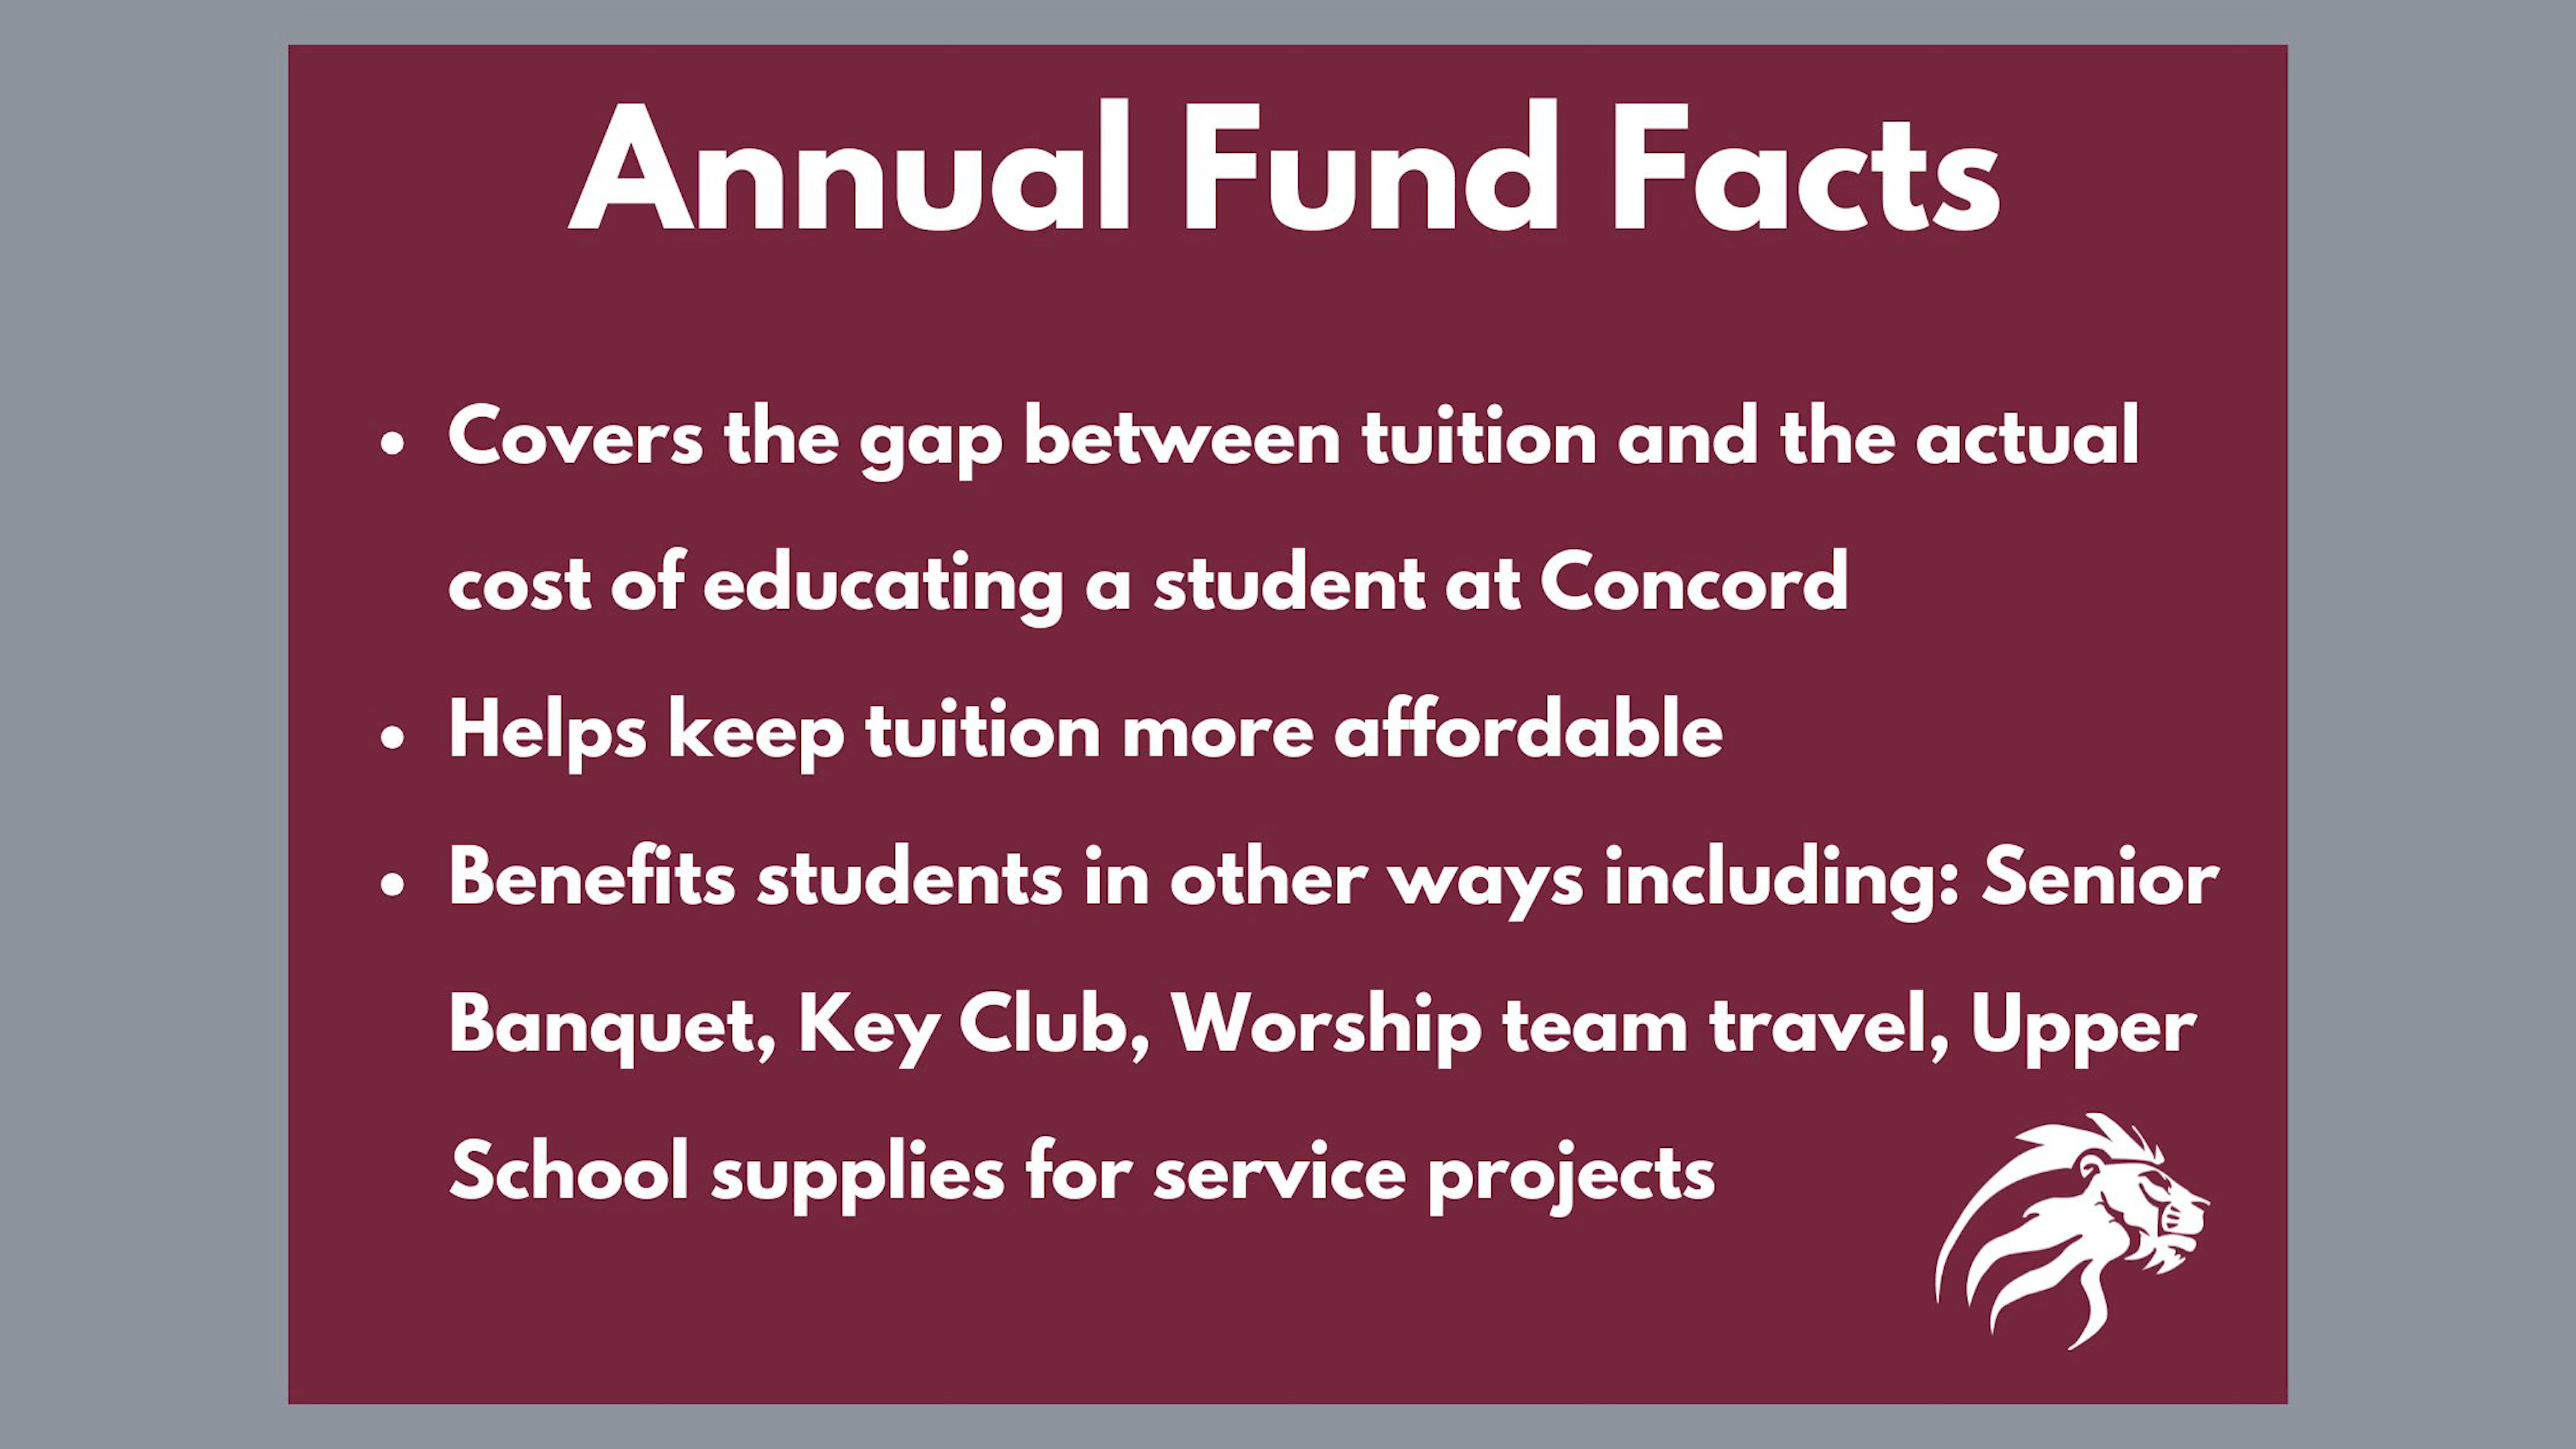 Annual Fund Facts
• Covers the gap between tuition and the actual
cost of educating a student at Concord
• Helps keep tuition more affordable
• Benefits students in other ways including: Senior
Banquet, Key Club, Worship team travel, Upper
School supplies for service projects